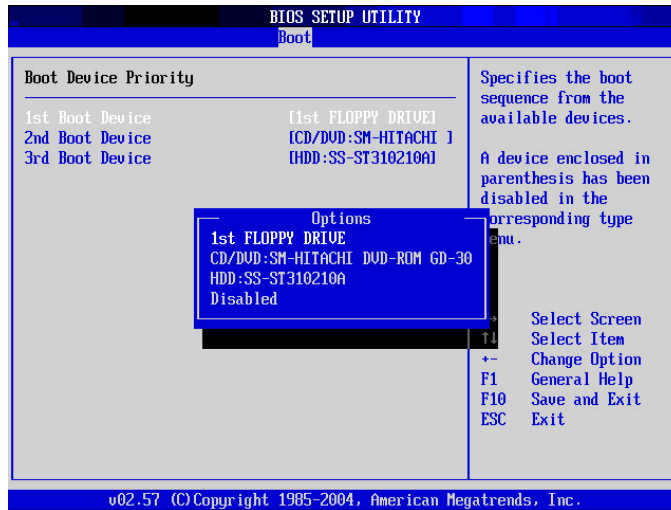 BIOS SETUP UTILITY
Boot
Boot Device Priority
1st Boot Device [1st FLOPPY DRIVE]
2nd Boot Device [CD/DVD:SM-HITACHI ]
3rd Boot Device [HDD:SS-ST310210A]
Options
1st FLOPPY DRIVE
CD/DVD:SM-HITACHI DVD-ROM GD-30
HDD:SS-ST310210A
Disabled
Specifies the boot
sequence from the
available devices.
A device enclosed in
parenthesis has been
disabled in the
orresponding type
enu.
→ Select Screen
↑↓ Select Item
+- Change Option
F1 General Help
F10 Save and Exit
ESC Exit
v02.57 (C)Copyright 1985-2004, American Megatrends, Inc.